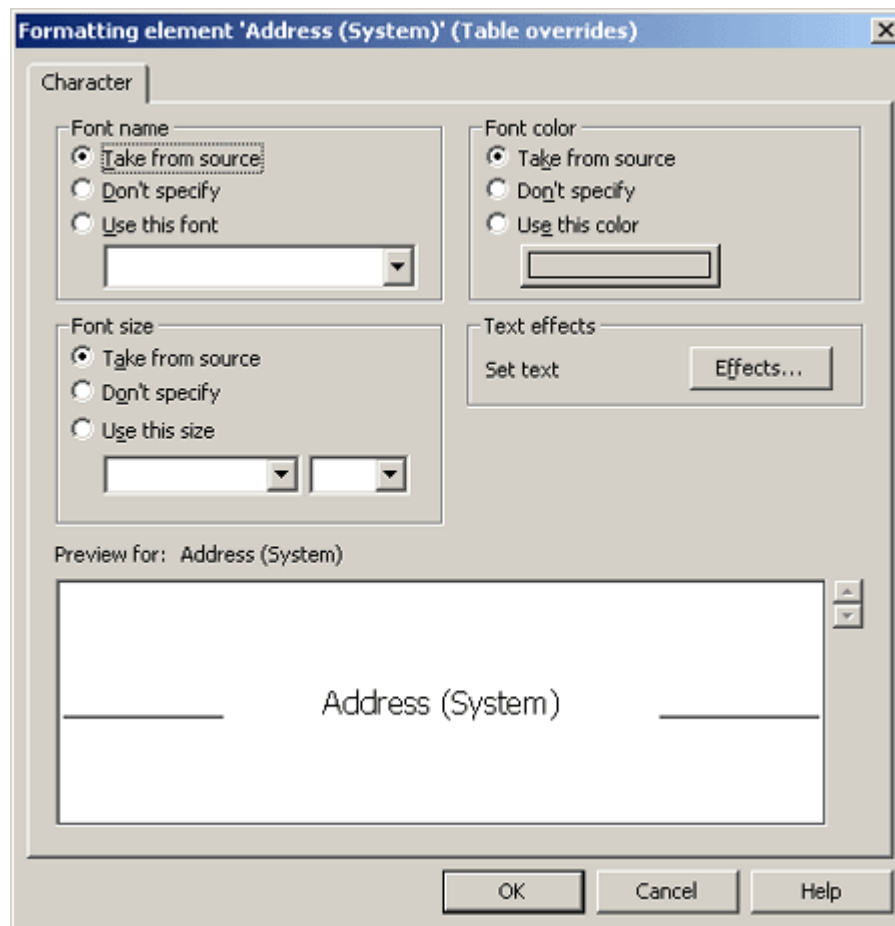 Formatting element 'Address (System)' (Table overrides)
Character
Font name
Take from source
Don't specify
Use this font
Font color
Take from source
Don't specify
Use this color
Font size
Take from source
Don't specify
Use this size
Text effects
Set text
Effects...
Preview for: Address (System)
Address (System)
OK
Cancel
Help